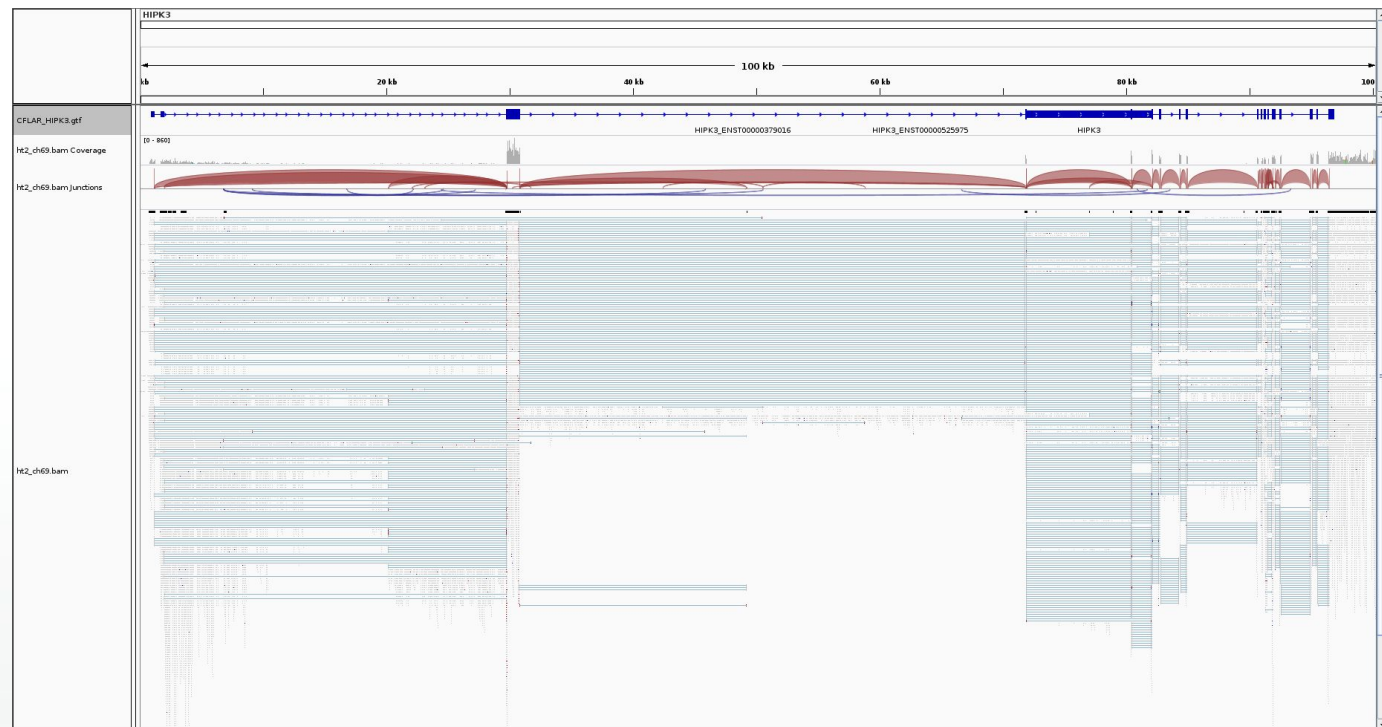 HIPK3
100 kb
kb 20 kb 40 kb 60 kb 80 kb 100
CFLAR_HIPK3.gtf
HIPK3_ENST00000379016 HIPK3_ENST00000525975 HIPK3
[0 - 860]
ht2_ch69.bam Coverage
ht2_ch69.bam Junctions
ht2_ch69.bam